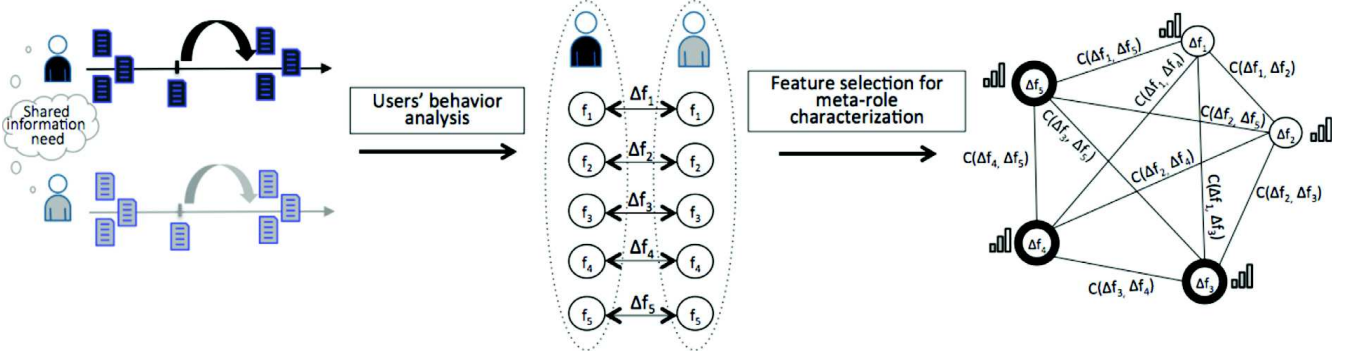 Shared
information
need
Users' behavior
analysis
f1 Δf1 f1
f2 Δf2 f2
f3 Δf3 f3
f4 Δf4 f4
f5 Δf5 f5
Feature selection for
meta-role
characterization
Δf1
C(Δf1, Δf5)
C(Δf1, Δf4)
C(Δf1, Δf2)
Δf5
C(Δf2, Δf5)
Δf2
C(Δf3, Δf5)
C(Δf4, Δf5)
C(Δf2, Δf4)
C(Δf1, Δf3)
C(Δf2, Δf3)
Δf4
C(Δf3, Δf4)
Δf3